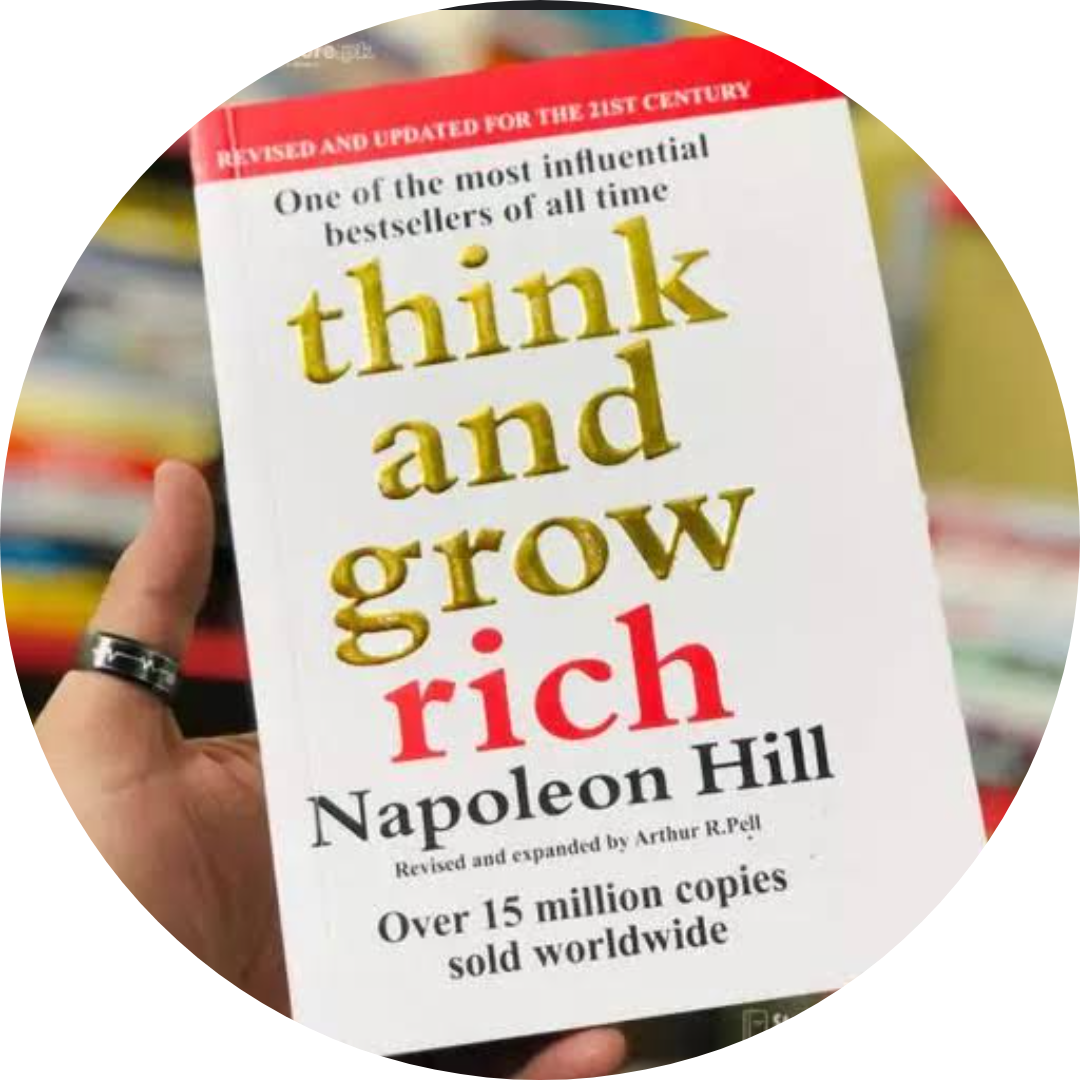 REVISED AND UPDATED FOR THE 21ST CENTURY
One of the most influential
bestsellers of all time
think
and
grow
rich
Napoleon Hill
Revised and expanded by Arthur R.Pell
Over 15 million copies
sold worldwide